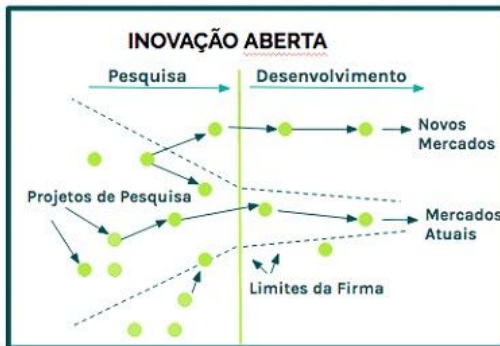 INOVAÇÃO ABERTA
Pesquisa
Desenvolvimento
Novos
Mercados
Projetos de Pesquisa
Mercados
Atuais
Limites da Firma